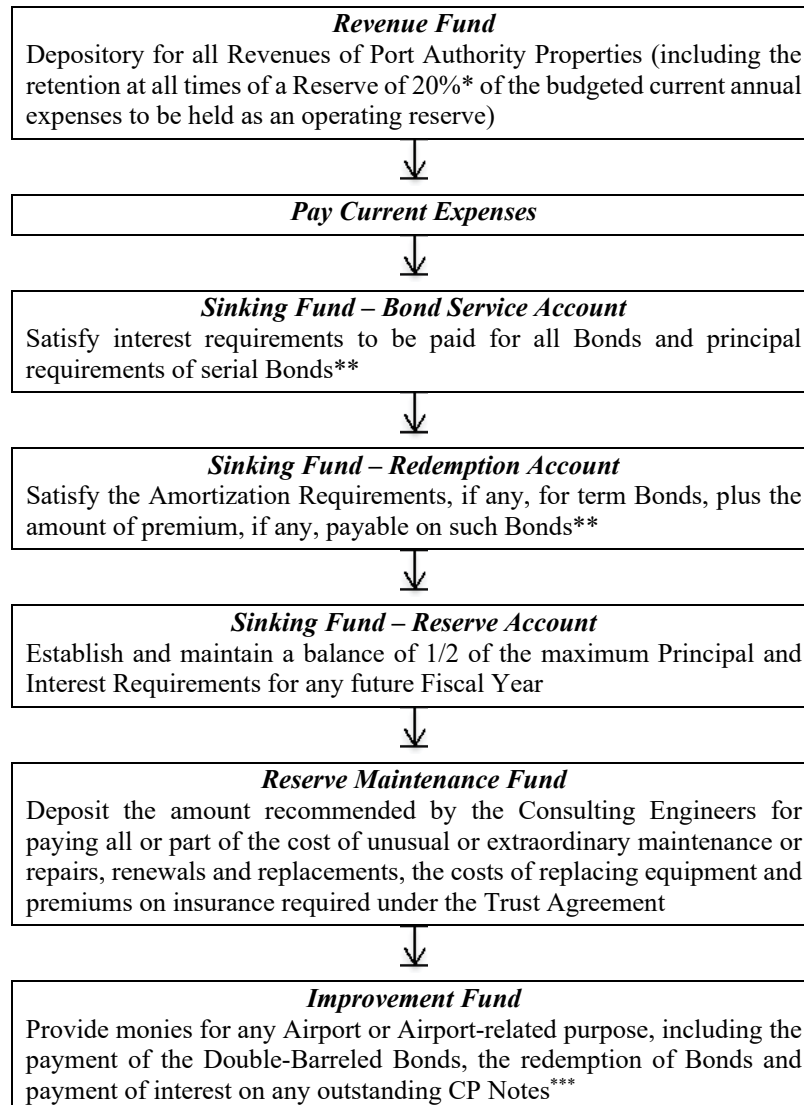 Revenue Fund
Depository for all Revenues of Port Authority Properties (including the
retention at all times of a Reserve of 20%* of the budgeted current annual
expenses to be held as an operating reserve)
Pay Current Expenses
Sinking Fund – Bond Service Account
Satisfy interest requirements to be paid for all Bonds and principal
requirements of serial Bonds**
Sinking Fund – Redemption Account
Satisfy the Amortization Requirements, if any, for term Bonds, plus the
amount of premium, if any, payable on such Bonds**
Sinking Fund – Reserve Account
Establish and maintain a balance of 1/2 of the maximum Principal and
Interest Requirements for any future Fiscal Year
Reserve Maintenance Fund
Deposit the amount recommended by the Consulting Engineers for
paying all or part of the cost of unusual or extraordinary maintenance or
repairs, renewals and replacements, the costs of replacing equipment and
premiums on insurance required under the Trust Agreement
Improvement Fund
Provide monies for any Airport or Airport-related purpose, including the
payment of the Double-Barreled Bonds, the redemption of Bonds and
payment of interest on any outstanding CP Notes***